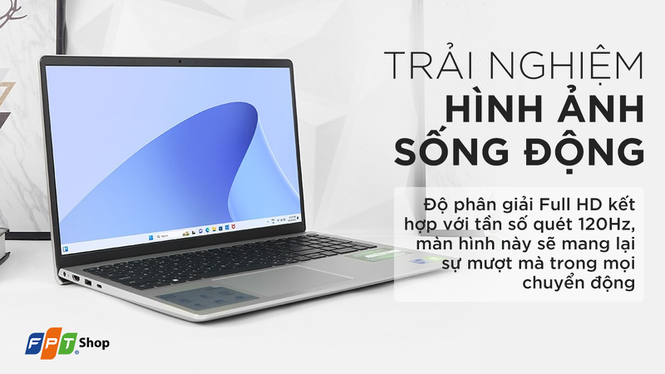 TRẢI NGHIỆM
HÌNH ẢNH
SỐNG ĐỘNG
Độ phân giải Full HD kết
hợp với tần số quét 120Hz,
màn hình này sẽ mang lại
sự mượt mà trong mọi
chuyển động
FPT Shop